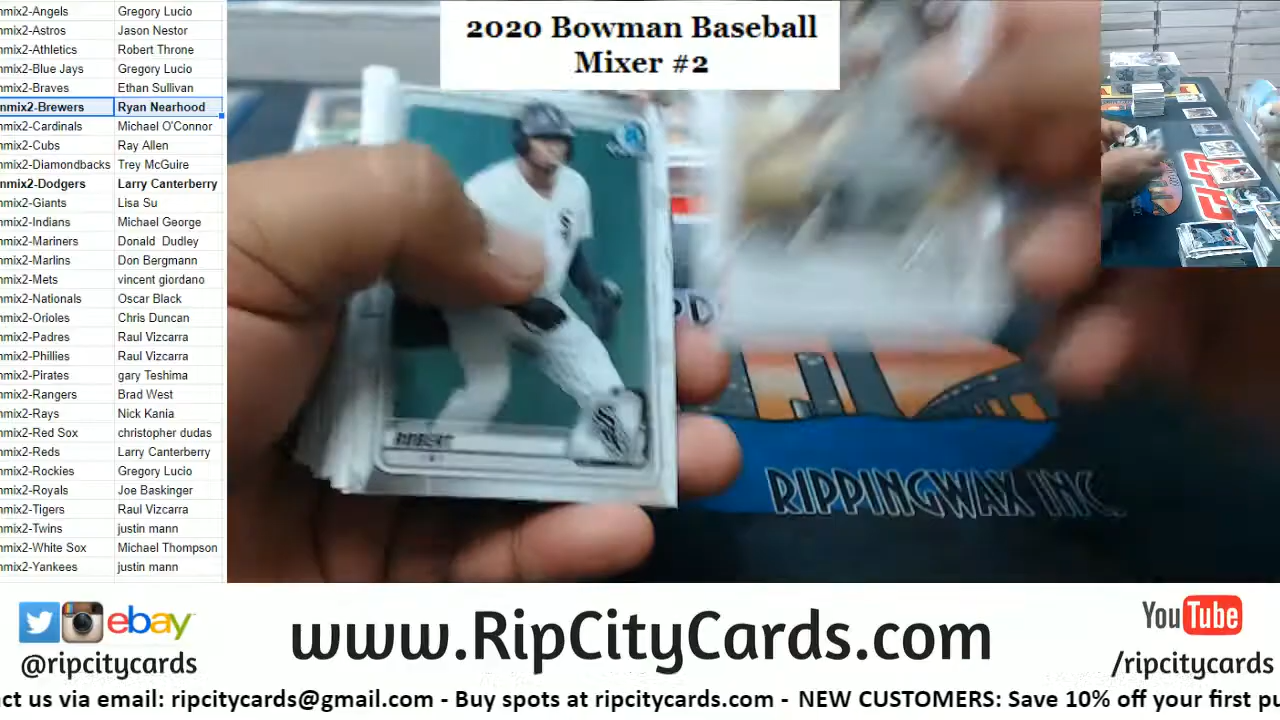 nmix2-Angels Gregory Lucio
nmix2-Astros Jason Nestor
nmix2-Athletics Robert Throne
nmix2-Blue Jays Gregory Lucio
nmix2-Braves Ethan Sullivan
nmix2-Brewers Ryan Nearhood
nmix2-Cardinals Michael O'Connor
nmix2-Cubs Ray Allen
nmix2-Diamondbacks Trey McGuire
nmix2-Dodgers Larry Canterberry
nmix2-Giants Lisa Su
nmix2-Indians Michael George
nmix2-Mariners Donald Dudley
nmix2-Marlins Don Bergmann
nmix2-Mets vincent giordano
nmix2-Nationals Oscar Black
nmix2-Orioles Chris Duncan
nmix2-Padres Raul Vizcarra
nmix2-Phillies Raul Vizcarra
nmix2-Pirates gary Teshima
nmix2-Rangers Brad West
nmix2-Rays Nick Kania
nmix2-Red Sox christopher dudas
nmix2-Reds Larry Canterberry
nmix2-Rockies Gregory Lucio
nmix2-Royals Joe Baskinger
nmix2-Tigers Raul Vizcarra
nmix2-Twins justin mann
nmix2-White Sox Michael Thompson
nmix2-Yankees justin mann
2020 Bowman Baseball
Mixer #2
ROBERT
RIPPINGWAX INC
ebay
@ripcitycards
www.RipCityCards.com
YouTube
/ripcitycards
ct us via email: ripcitycards@gmail.com - Buy spots at ripcitycards.com - NEW CUSTOMERS: Save 10% off your first pu